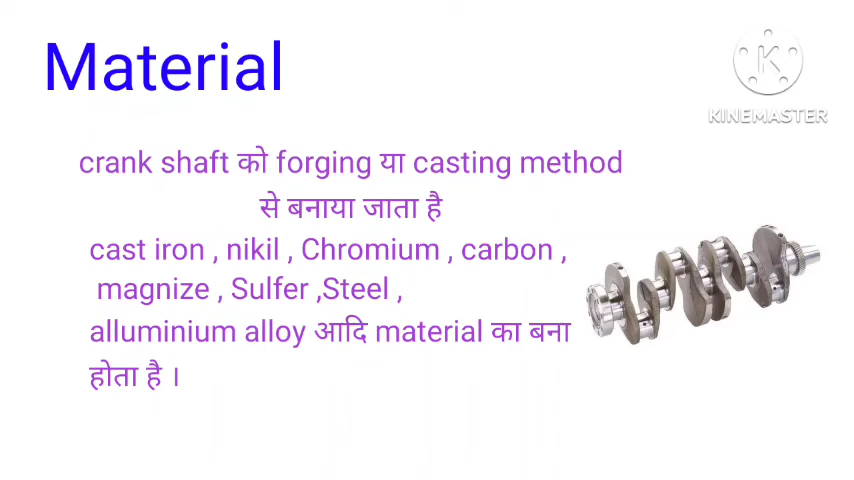 Material
KINEMASTER
crank shaft को forging या casting method
से बनाया जाता है
cast iron , nikil , Chromium , carbon ,
magnize , Sulfer ,Steel ,
alluminium alloy आदि material का बना
होता है ।